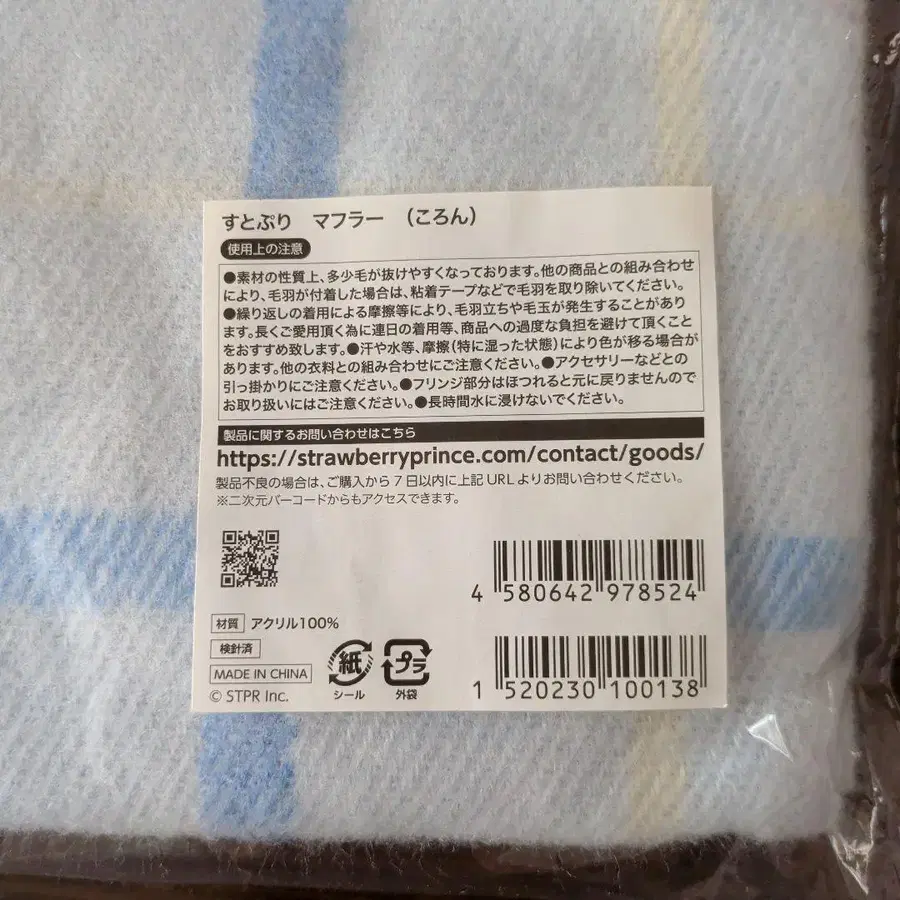 すとぷり マフラー （ころん）
使用上の注意
●素材の性質上、多少毛が抜けやすくなっております。他の商品との組み合わせ
により、毛羽が付着した場合は、粘着テープなどで毛羽を取り除いてください。
●繰り返しの着用による摩擦等により、毛羽立ちや毛玉が発生することがあり
ます。長くご愛用頂く為に連日の着用等、商品への過度な負担を避けて頂くこと
をおすすめ致します。●汗や水等、摩擦（特に湿った状態）により色が移る場合が
あります。他の衣料との組み合わせにご注意ください。●アクセサリーなどとの
引っ掛かりにご注意ください。●フリンジ部分はほつれると元に戻りませんので
お取り扱いにはご注意ください。●長時間水に浸けないでください。
製品に関するお問い合わせはこちら
https://strawberryprince.com/contact/goods/
製品不良の場合は、ご購入から7日以内に上記URLよりお問い合わせください。
※二次元バーコードからもアクセスできます。
4 580642 978524
材質 アクリル100%
検針済
MADE IN CHINA
© STPR Inc.
紙
シール
プラ
外袋
1 520230 100138